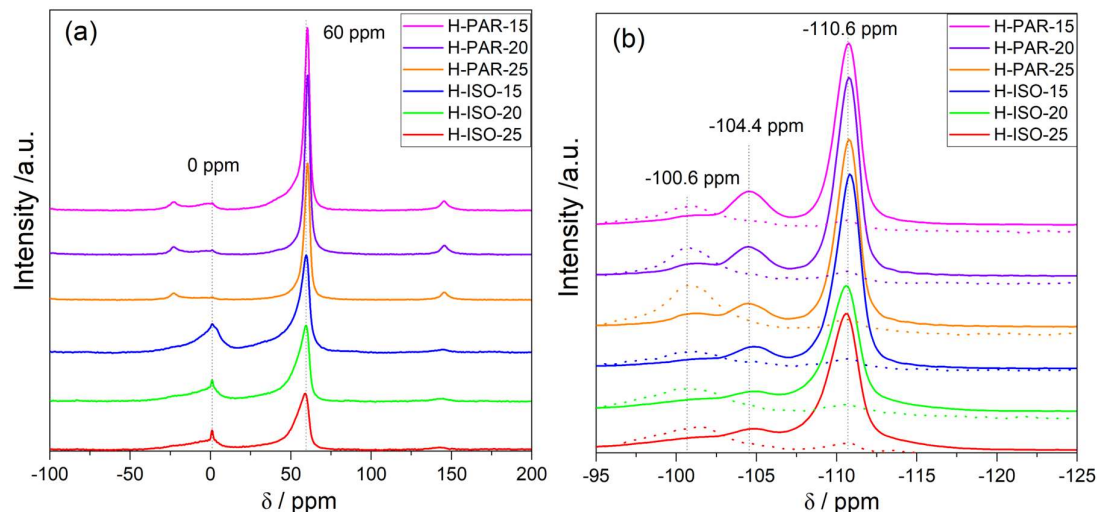 (a)
60 ppm
0 ppm
H-PAR-15
H-PAR-20
H-PAR-25
H-ISO-15
H-ISO-20
H-ISO-25
Intensity /a.u.
-100 -50 0 50 100 150 200
δ / ppm
(b)
-110.6 ppm
-104.4 ppm
-100.6 ppm
H-PAR-15
H-PAR-20
H-PAR-25
H-ISO-15
H-ISO-20
H-ISO-25
Intensity /a.u.
-95 -100 -105 -110 -115 -120 -125
δ / ppm